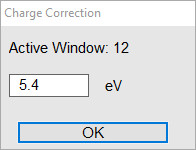 Charge Correction
Active Window: 12
5.4 eV
OK